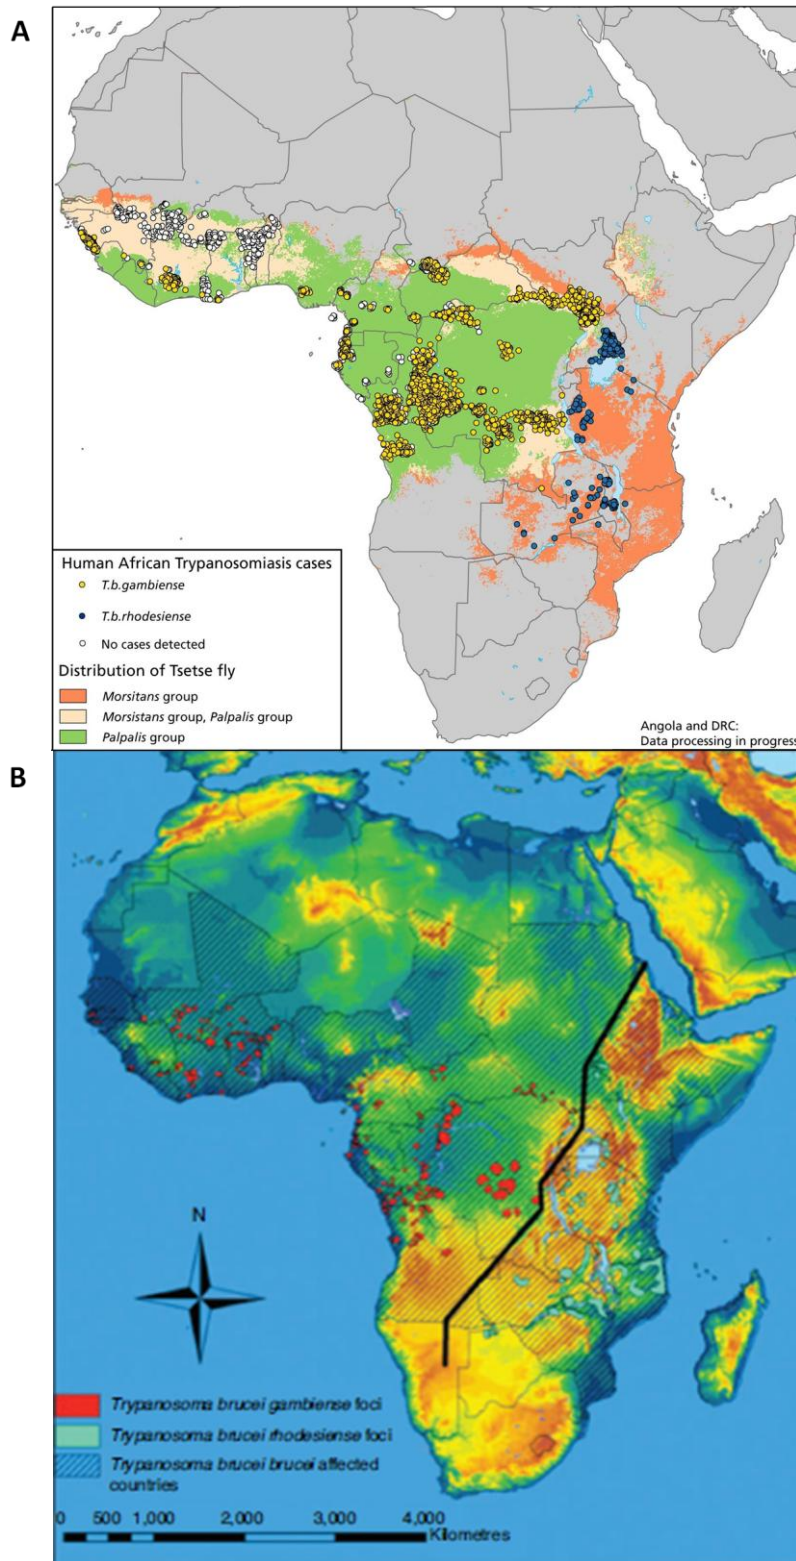 A
Human African Trypanosomiasis cases
T.b.gambiense
T.b.rhodesiense
No cases detected
Distribution of Tsetse fly
Morsitans group
Morsistans group, Palpalis group
Palpalis group
Angola and DRC:
Data processing in progress
B
N
Trypanosoma brucei gambiense foci
Trypanosoma brucei rhodesiense foci
Trypanosoma brucei brucei affected
countries
0 500 1,000 2,000 3,000 4,000
Kilometres